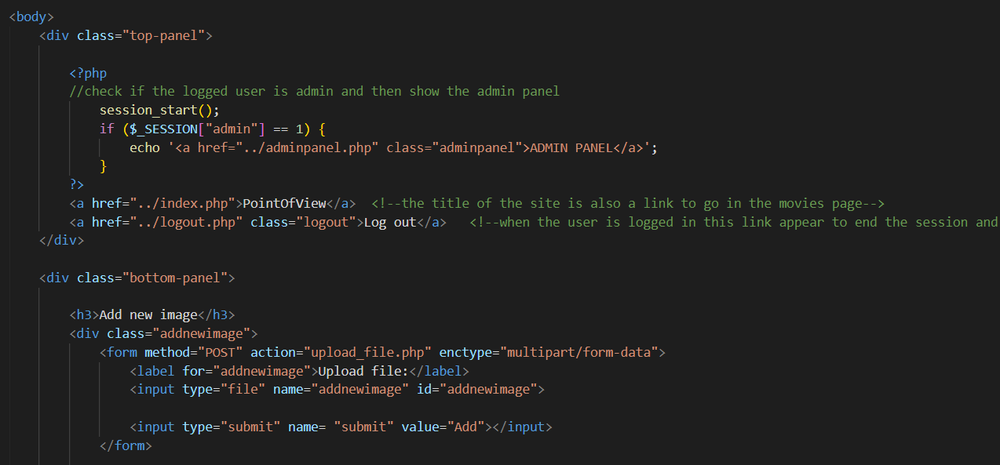 <body>
<div class="top-panel">
<?php
//check if the logged user is admin and then show the admin panel
session_start();
if ($_SESSION["admin"] == 1) {
echo '<a href="../adminpanel.php" class="adminpanel">ADMIN PANEL</a>';
}
?>
<a href="../index.php">PointOfView</a>  <!--the title of the site is also a link to go in the movies page-->
<a href="../logout.php" class="logout">Log out</a>   <!--when the user is logged in this link appear to end the session and
</div>
<div class="bottom-panel">
<h3>Add new image</h3>
<div class="addnewimage">
<form method="POST" action="upload_file.php" enctype="multipart/form-data">
<label for="addnewimage">Upload file:</label>
<input type="file" name="addnewimage" id="addnewimage">
<input type="submit" name= "submit" value="Add"></input>
</form>